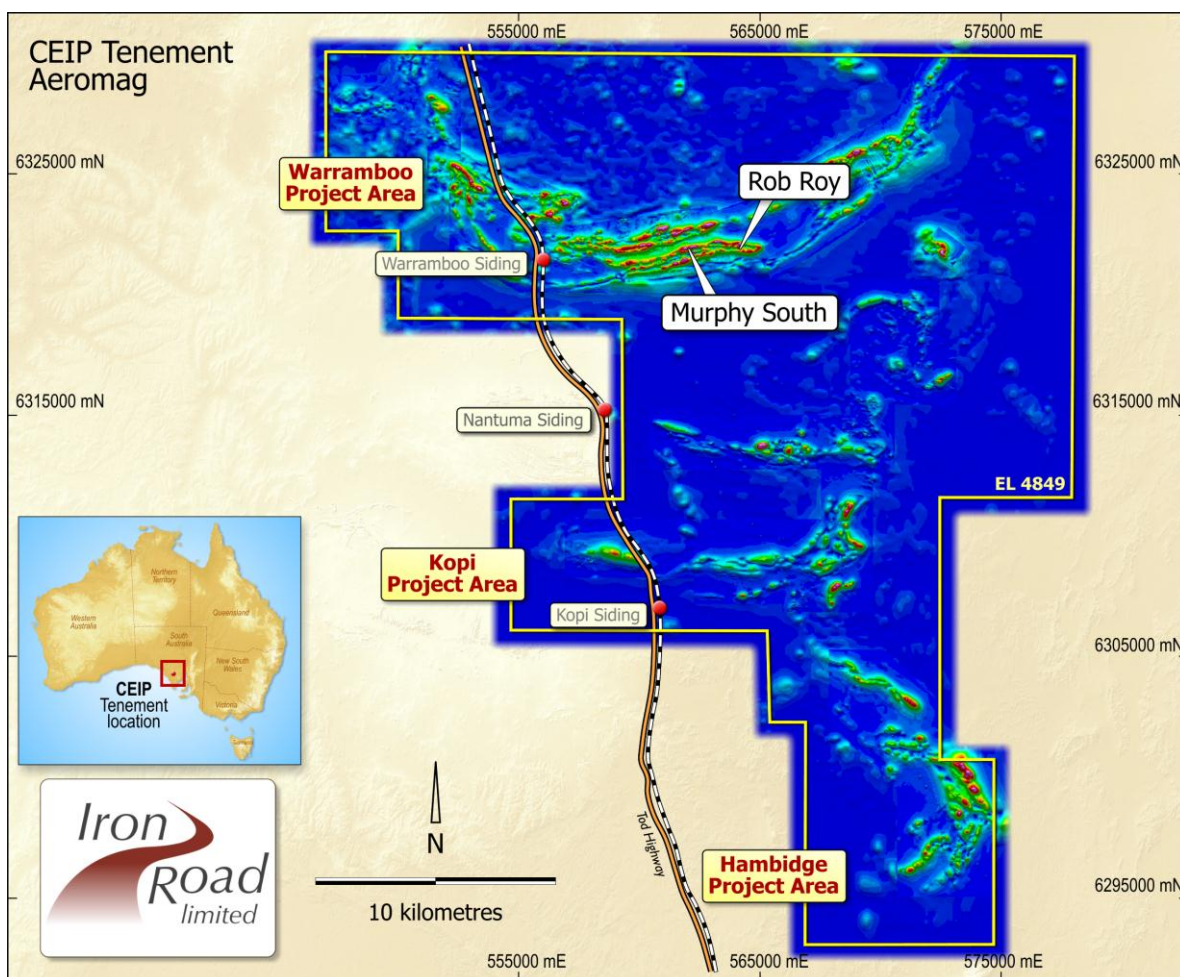 CEIP Tenement
Aeromag
555000 mE
565000 mE
575000 mE
6325000 mN
6325000 mN
Warramboo
Project Area
Rob Roy
Warramboo Siding
Murphy South
6315000 mN
6315000 mN
Nantuma Siding
EL 4849
Kopi
Project Area
Kopi Siding
6305000 mN
Northern
Territory
Queensland
Western
Australia
South
Australia
New South
Wales
Victoria
Tasmania
CEIP
Tenement
location
Tod Highway
N
10 kilometres
Hambidge
Project Area
6295000 mN
Iron
Road
limited
555000 mE
565000 mE
575000 mE